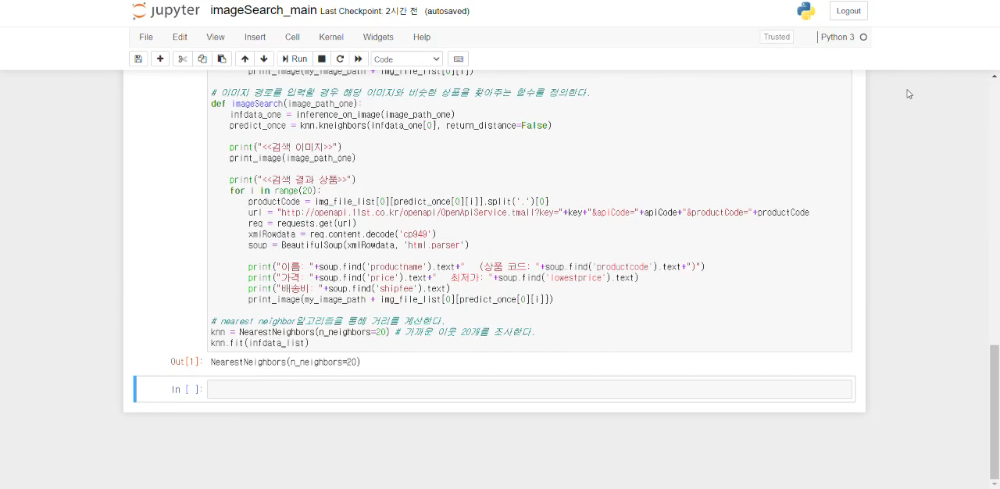 jupyter imageSearch_main Last Checkpoint: 2시간 전 (autosaved) Logout
File Edit View Insert Cell Kernel Widgets Help Trusted Python 3
Run Code
print_image(my_image_path + img_file_list[0][i])
# 이미지 경로를 입력할 경우 해당 이미지와 비슷한 상품을 찾아주는 함수를 정의한다.
def imageSearch(image_path_one):
infdata_one = inference_on_image(image_path_one)
predict_once = knn.kneighbors(infdata_one[0], return_distance=False)
print("<<검색 이미지>>")
print_image(image_path_one)
print("<<검색 결과 상품>>")
for i in range(20):
productCode = img_file_list[0][predict_once[0][i]].split('.')[0]
url = "http://openapi.11st.co.kr/openapi/OpenApiService.tmall?key="+key+"&apiCode="+apiCode+"&productCode="+productCode
req = requests.get(url)
xmlRowdata = req.content.decode('cp949')
soup = BeautifulSoup(xmlRowdata, 'html.parser')
print("이름: "+soup.find('productname').text+" (상품 코드: "+soup.find('productcode').text+")")
print("가격: "+soup.find('price').text+" 최저가: "+soup.find('lowestprice').text)
print("배송비: "+soup.find('shipfee').text)
print_image(my_image_path + img_file_list[0][predict_once[0][i]])
# nearest neighbor알고리즘을 통해 거리를 계산한다.
knn = NearestNeighbors(n_neighbors=20) # 가까운 이웃 20개를 조사한다.
knn.fit(infdata_list)
Out[1]: NearestNeighbors(n_neighbors=20)
In [ ]: